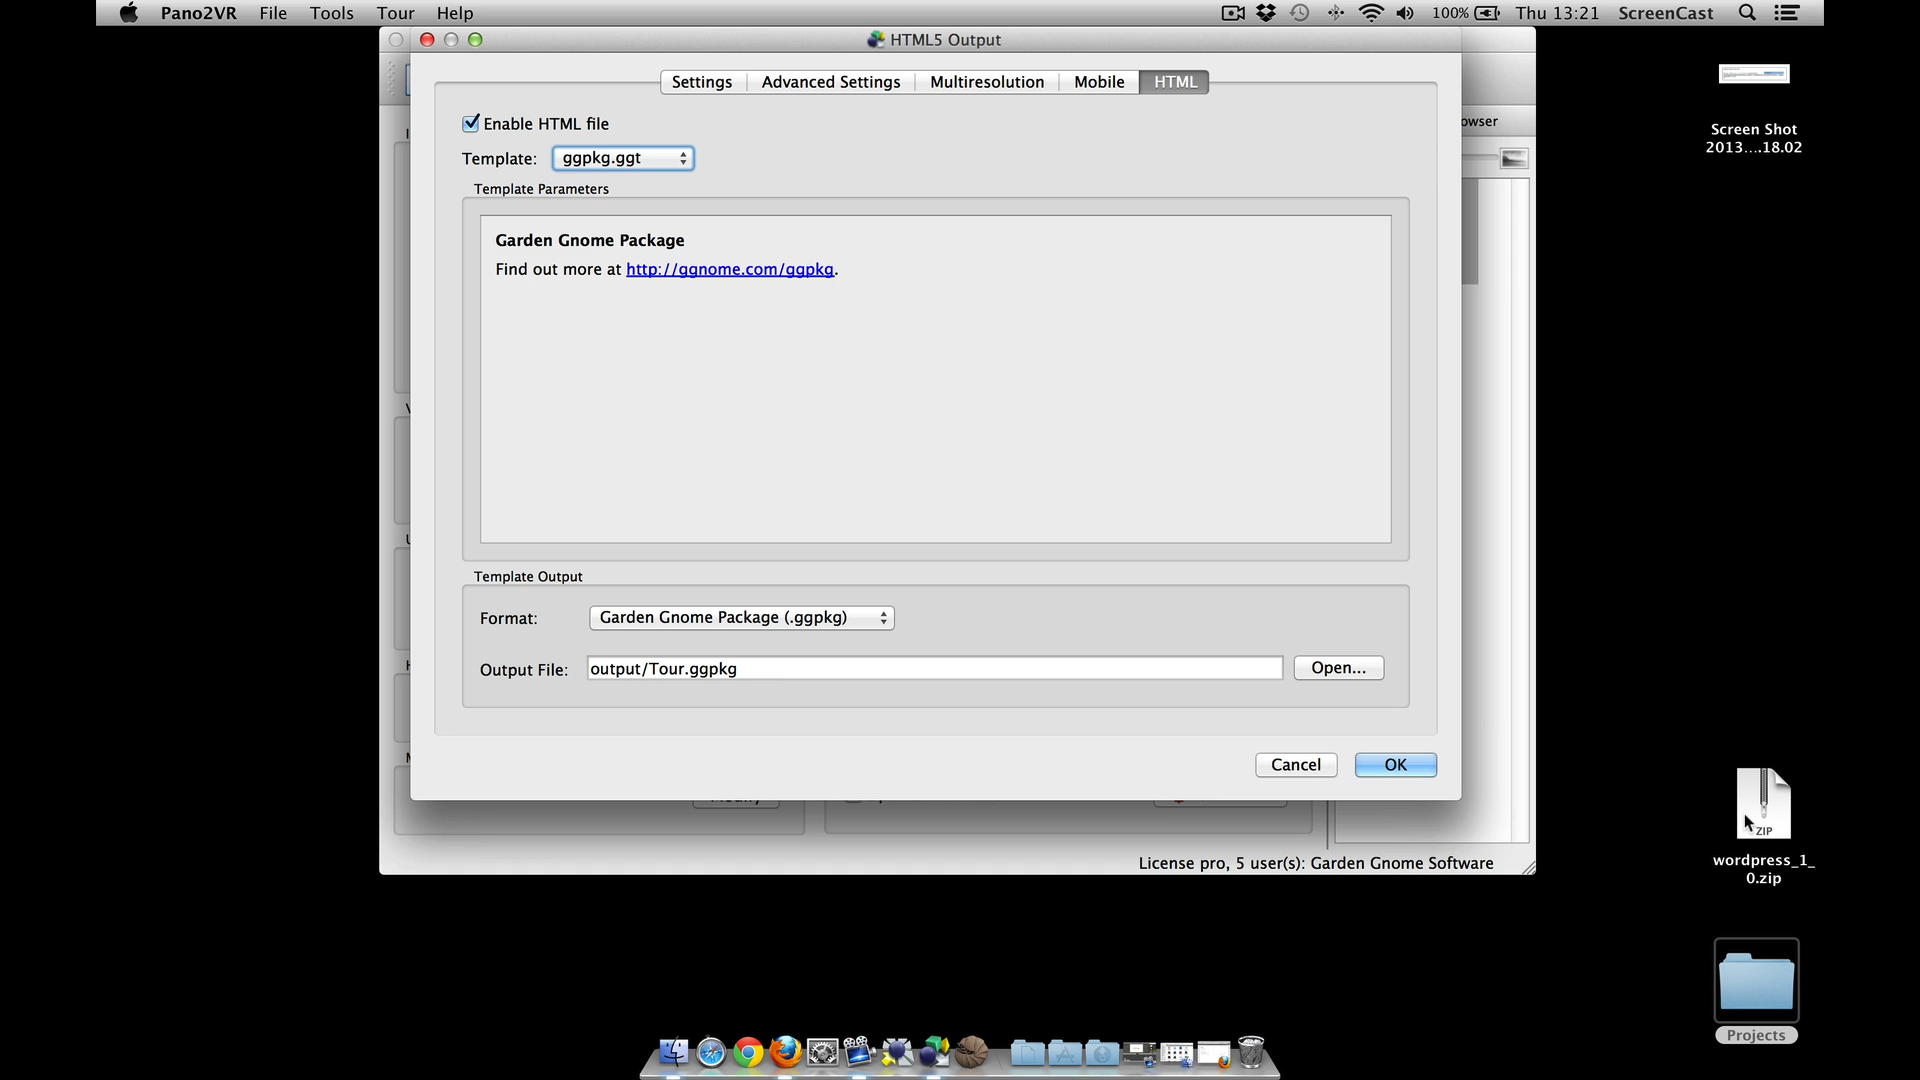 Pano2VR File Tools Tour Help 100% Thu 13:21 ScreenCast
HTML5 Output
Settings Advanced Settings Multiresolution Mobile HTML
Enable HTML file
Template: ggpkg.ggt
Template Parameters
Garden Gnome Package
Find out more at http://ggnome.com/ggpkg.
Template Output
Format: Garden Gnome Package (.ggpkg)
Output File: output/Tour.ggpkg Open...
Cancel OK
License pro, 5 user(s): Garden Gnome Software
owser
Screen Shot
2013....18.02
ZIP
wordpress_1_
0.zip
Projects